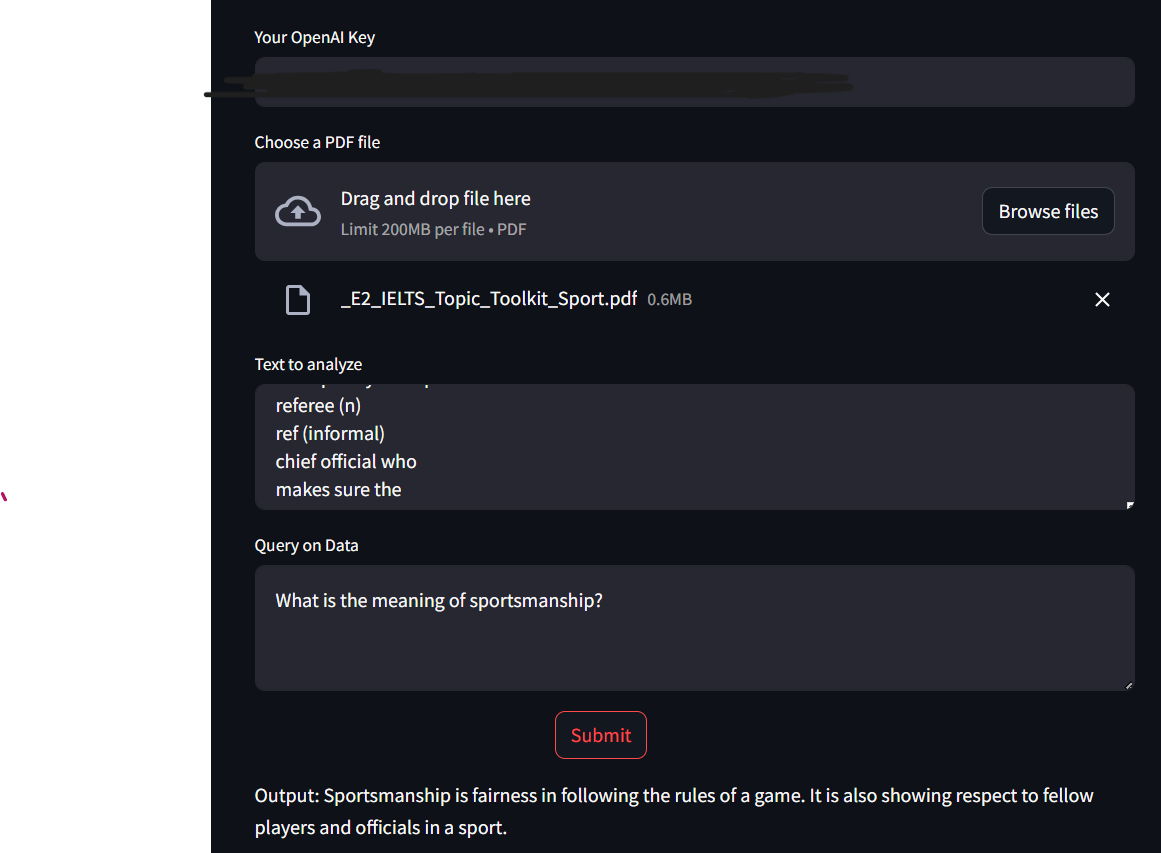 Your OpenAI Key
Choose a PDF file
Drag and drop file here
Limit 200MB per file • PDF
Browse files
_E2_IELTS_Topic_Toolkit_Sport.pdf 0.6MB
Text to analyze
referee (n)
ref (informal)
chief official who
makes sure the
Query on Data
What is the meaning of sportsmanship?
Submit
Output: Sportsmanship is fairness in following the rules of a game. It is also showing respect to fellow
players and officials in a sport.